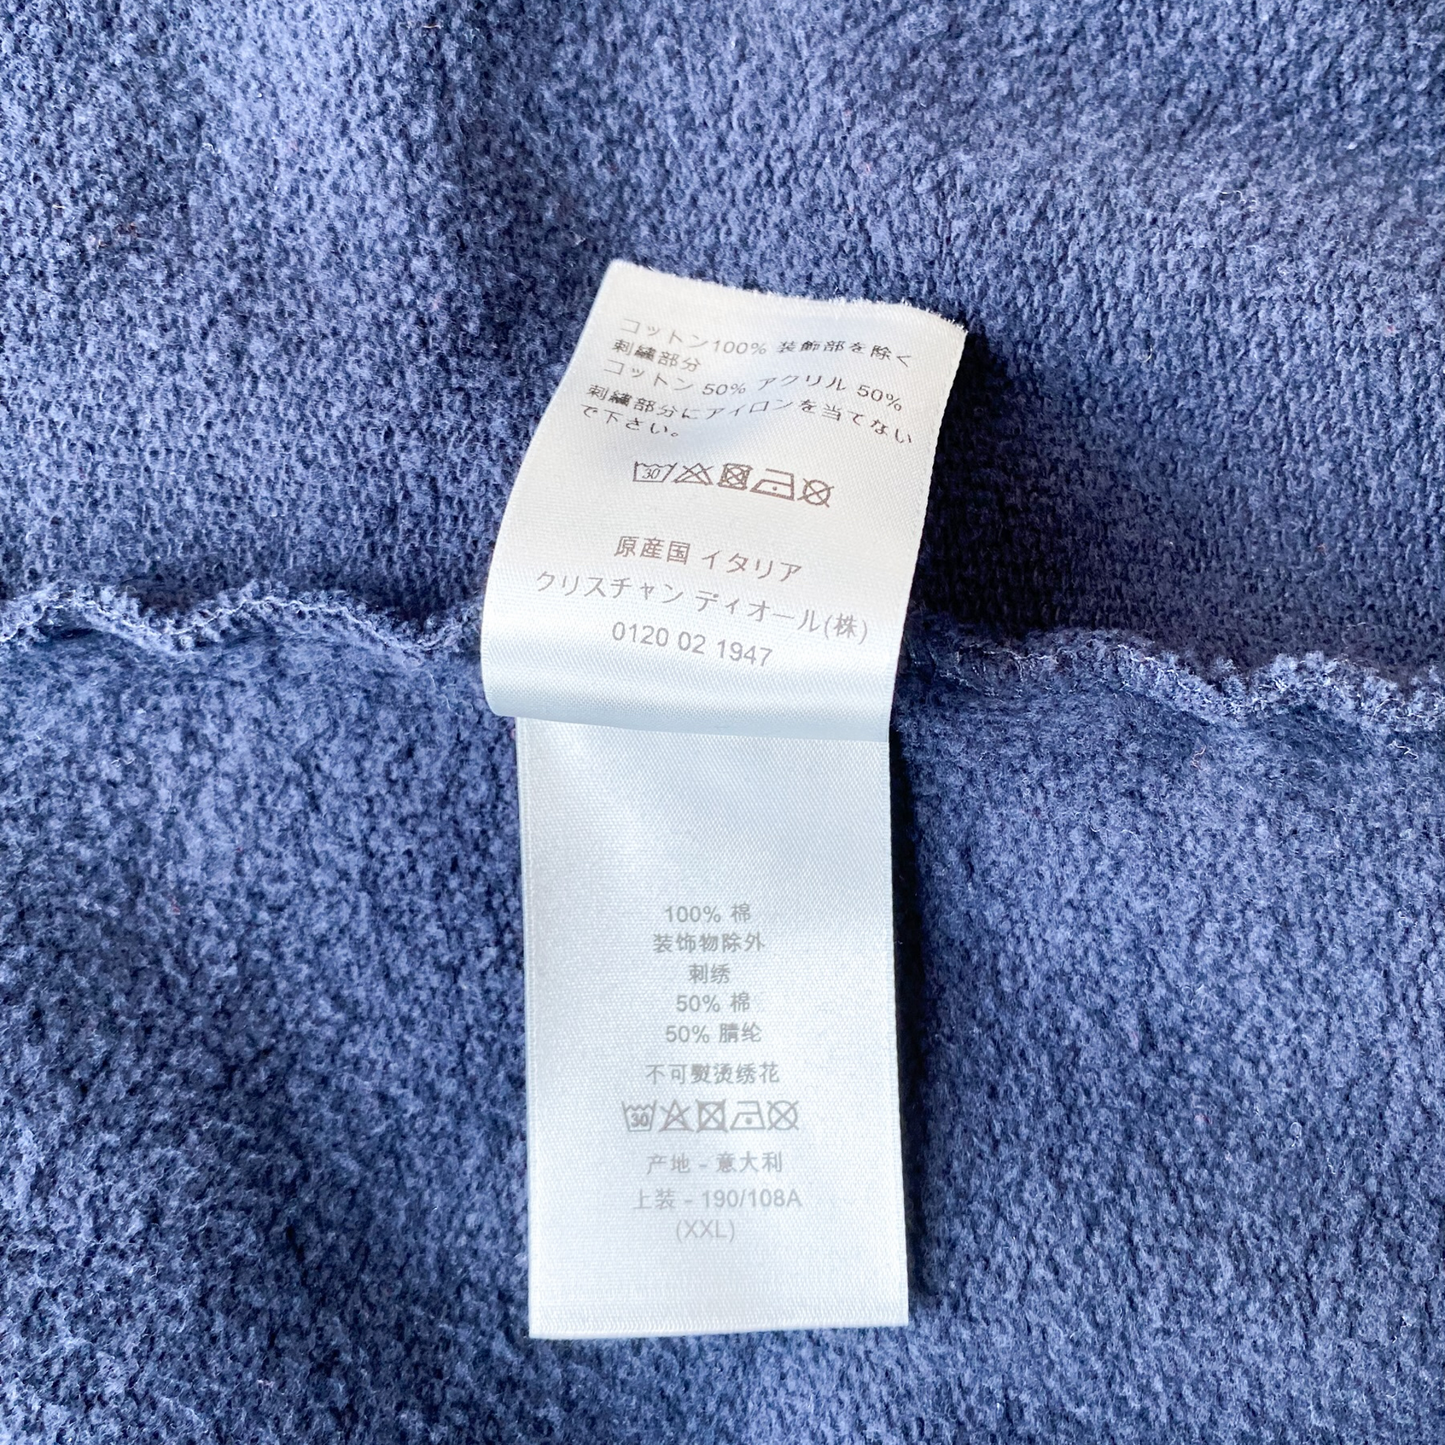 コットン100% 装飾部を除く
刺繍部分
コットン 50% アクリル 50%
刺繍部分にアイロンを当てない
で下さい。
30
原産国 イタリア
クリスチャン ディオール(株)
0120 02 1947
100% 棉
装饰物除外
刺绣
50% 棉
50% 腈纶
不可熨烫绣花
30
产地 - 意大利
上装 - 190/108A
(XXL)